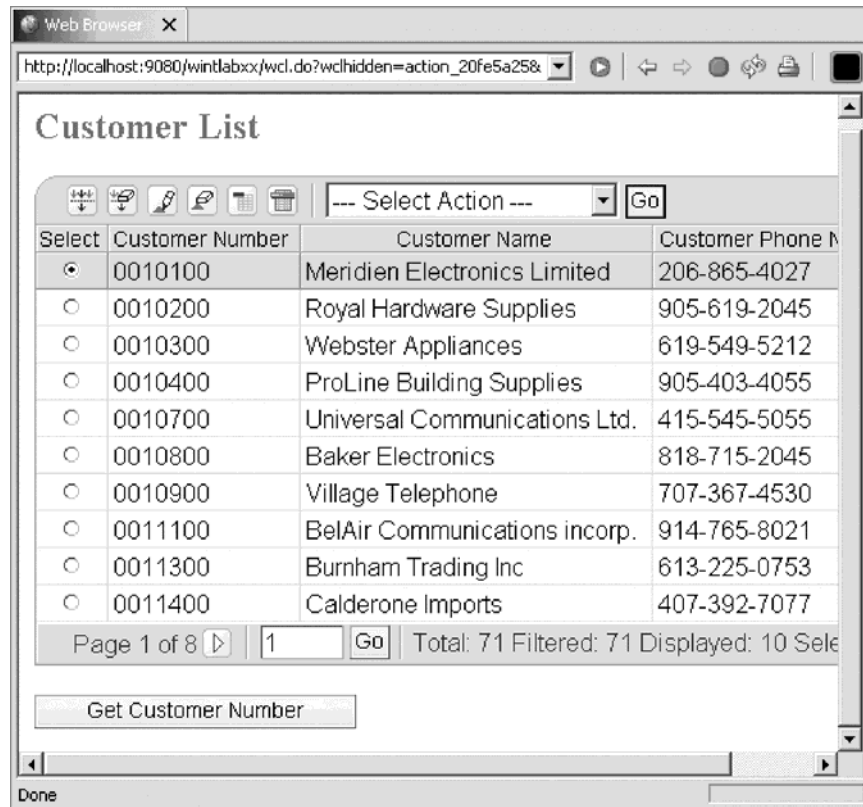 Web Browser
http://localhost:9080/wintlabxx/wcl.do?wclhidden=action_20fe5a25&
Customer List
--- Select Action --- Go
Select Customer Number Customer Name Customer Phone N
0010100 Meridien Electronics Limited 206-865-4027
0010200 Royal Hardware Supplies 905-619-2045
0010300 Webster Appliances 619-549-5212
0010400 ProLine Building Supplies 905-403-4055
0010700 Universal Communications Ltd. 415-545-5055
0010800 Baker Electronics 818-715-2045
0010900 Village Telephone 707-367-4530
0011100 BelAir Communications incorp. 914-765-8021
0011300 Burnham Trading Inc 613-225-0753
0011400 Calderone Imports 407-392-7077
Page 1 of 8 1 Go Total: 71 Filtered: 71 Displayed: 10 Sele
Get Customer Number
Done